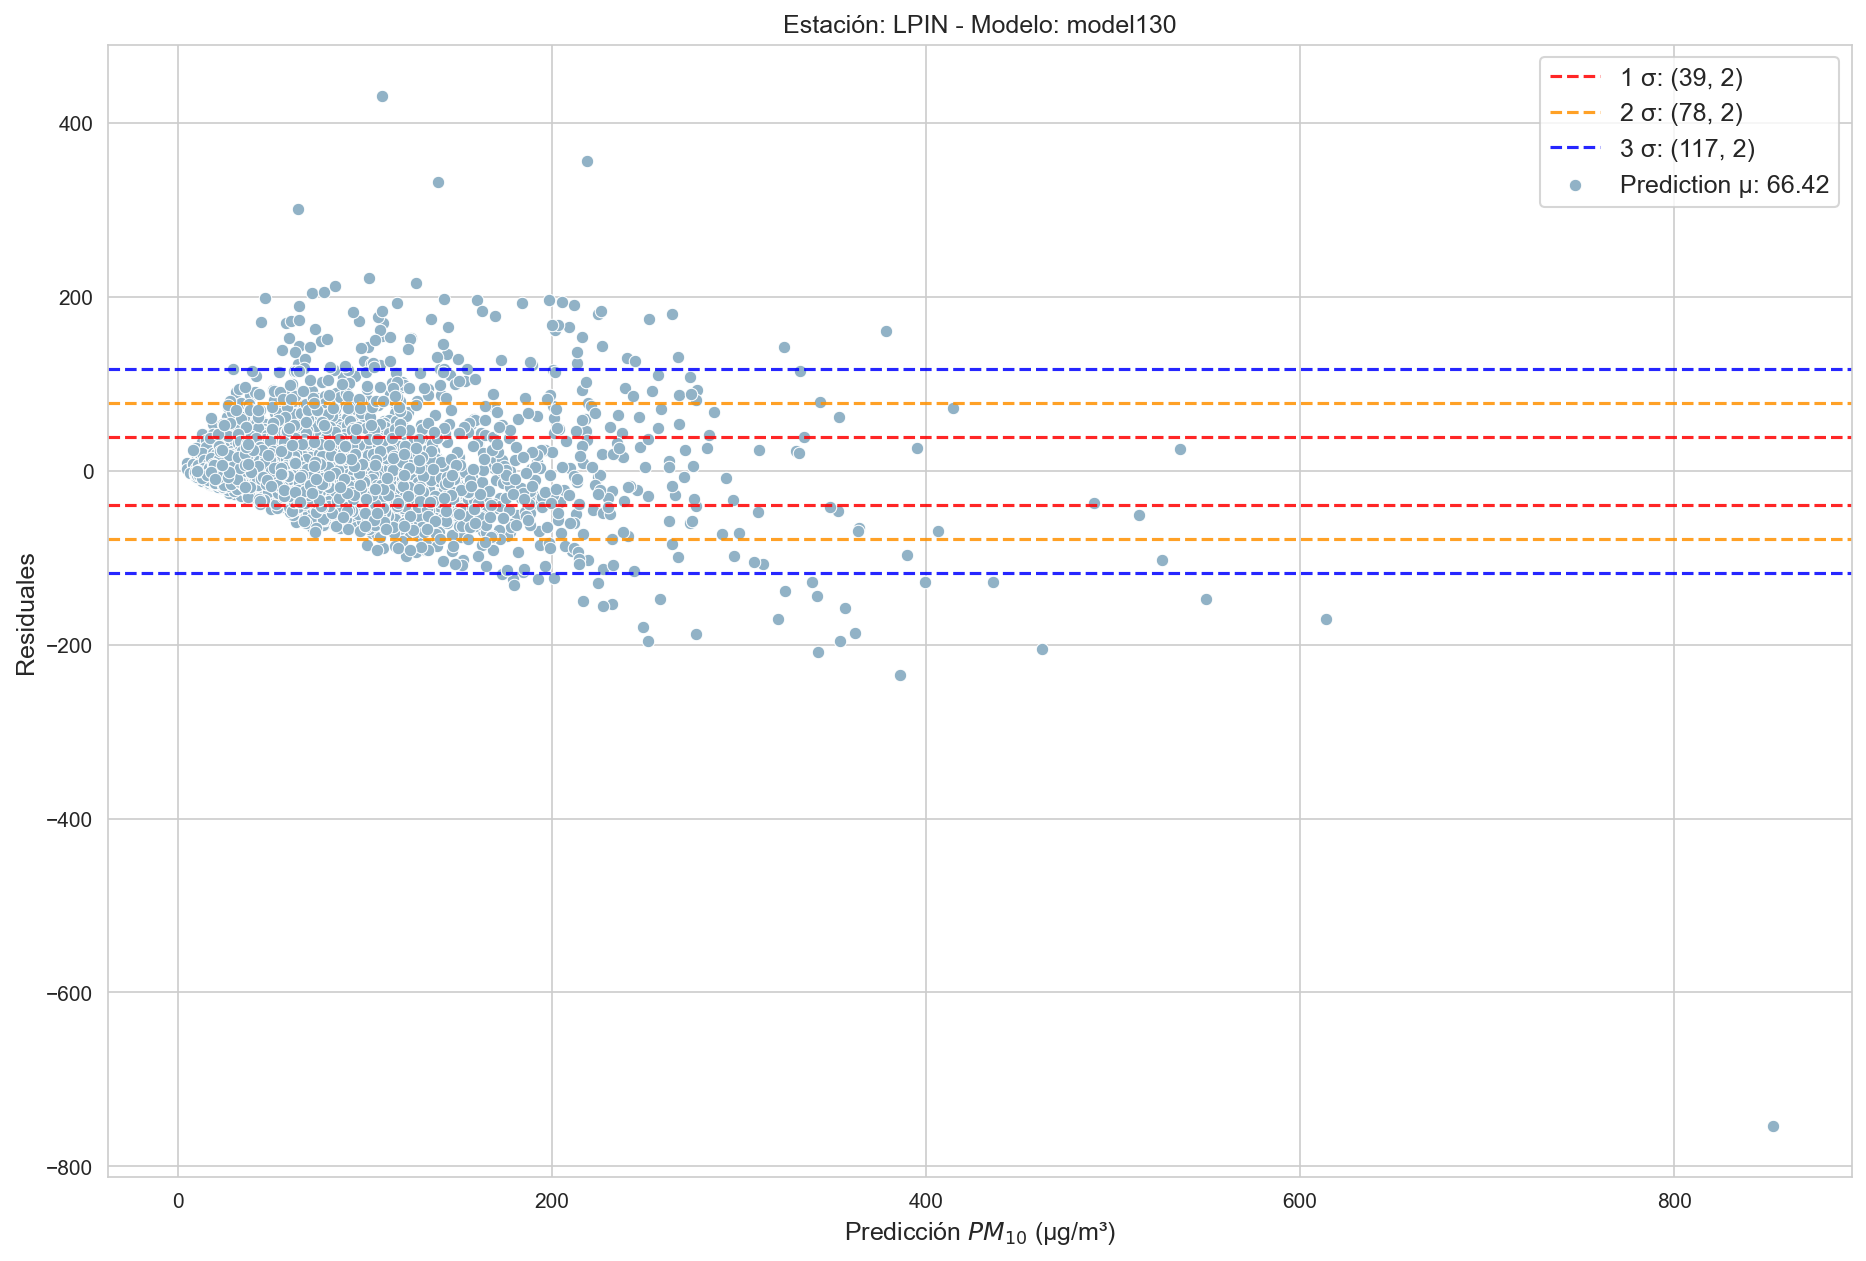 Estación: LPIN - Modelo: model130
1 σ: (39, 2)
2 σ: (78, 2)
3 σ: (117, 2)
Prediction µ: 66.42
Residuales
400
200
0
−200
−400
−600
−800
0 200 400 600 800
Predicción PM₁₀ (µg/m³)